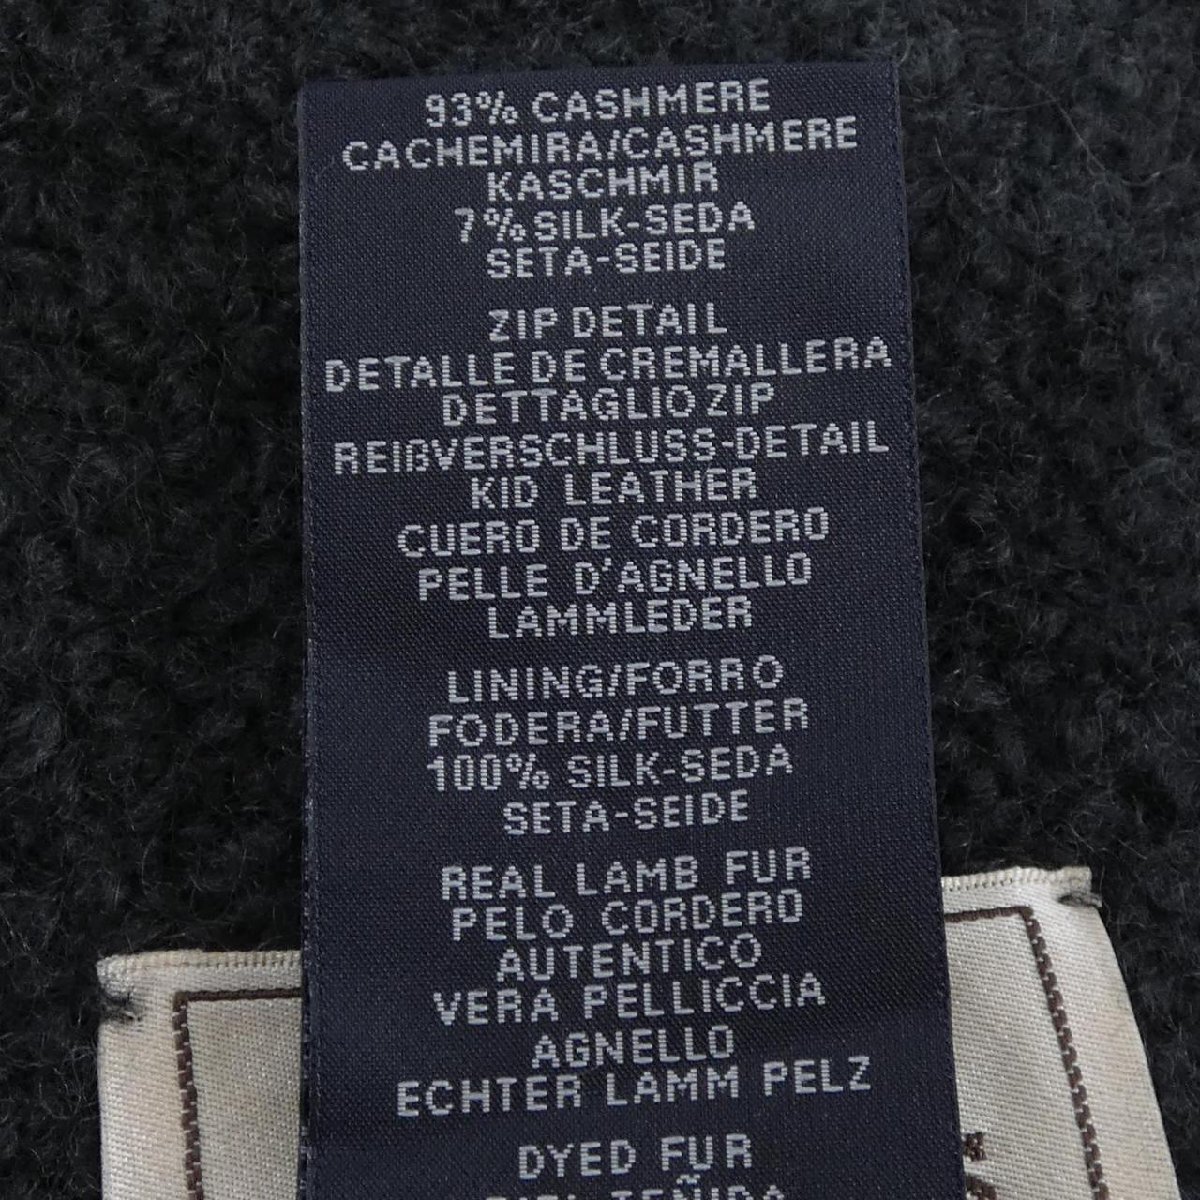 93% CASHMERE
CACHEMIRA/CASHMERE
KASCHMIR
7% SILK-SEDA
SETA-SEIDE
ZIP DETAIL
DETALLE DE CREMALLERA
DETTAGLIO ZIP
REIßVERSCHLUSS-DETAIL
KID LEATHER
CUERO DE CORDERO
PELLE D'AGNELLO
LAMMLEDER
LINING/FORRO
FODERA/FUTTER
100% SILK-SEDA
SETA-SEIDE
REAL LAMB FUR
PELO CORDERO
AUTENTICO
VERA PELLICCIA
AGNELLO
ECHTER LAMM PELZ
DYED FUR
TEÑIDA